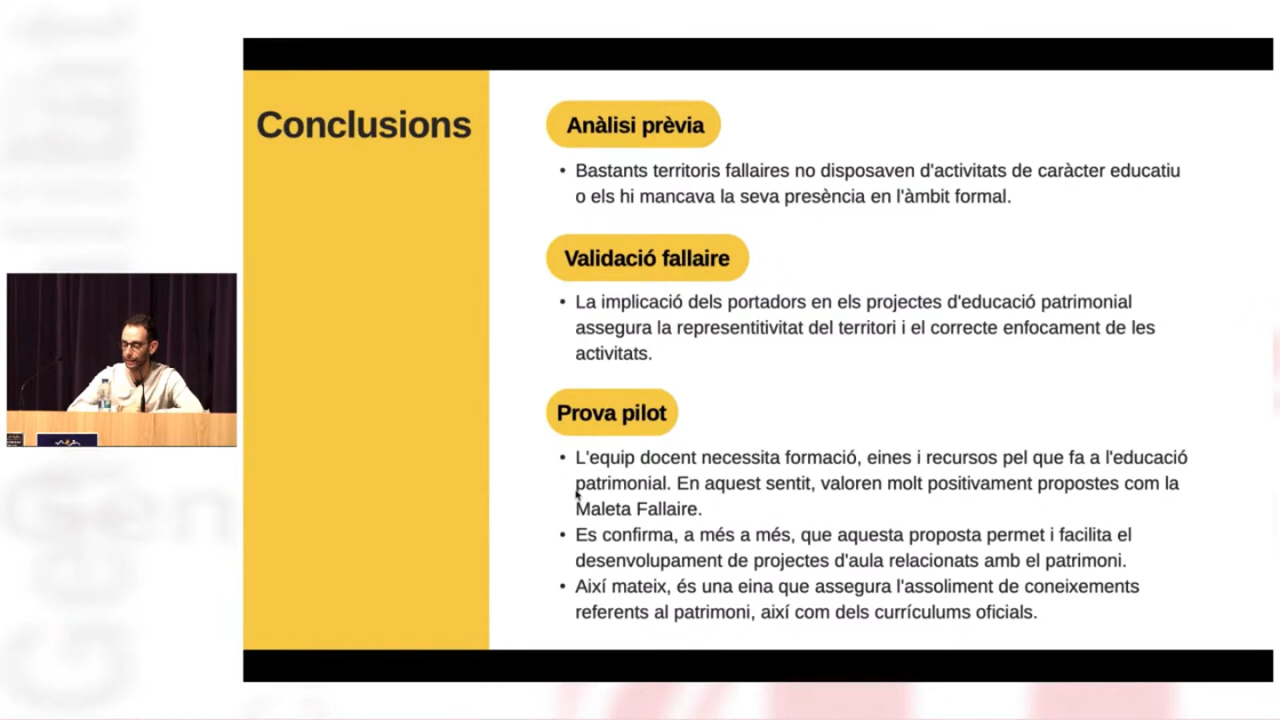 Conclusions
Anàlisi prèvia
• Bastants territoris fallaires no disposaven d'activitats de caràcter educatiu
o els hi mancava la seva presència en l'àmbit formal.
Validació fallaire
• La implicació dels portadors en els projectes d'educació patrimonial
assegura la representitivitat del territori i el correcte enfocament de les
activitats.
Prova pilot
• L'equip docent necessita formació, eines i recursos pel que fa a l'educació
patrimonial. En aquest sentit, valoren molt positivament propostes com la
Maleta Fallaire.
• Es confirma, a més a més, que aquesta proposta permet i facilita el
desenvolupament de projectes d'aula relacionats amb el patrimoni.
• Així mateix, és una eina que assegura l'assoliment de coneixements
referents al patrimoni, així com dels currículums oficials.